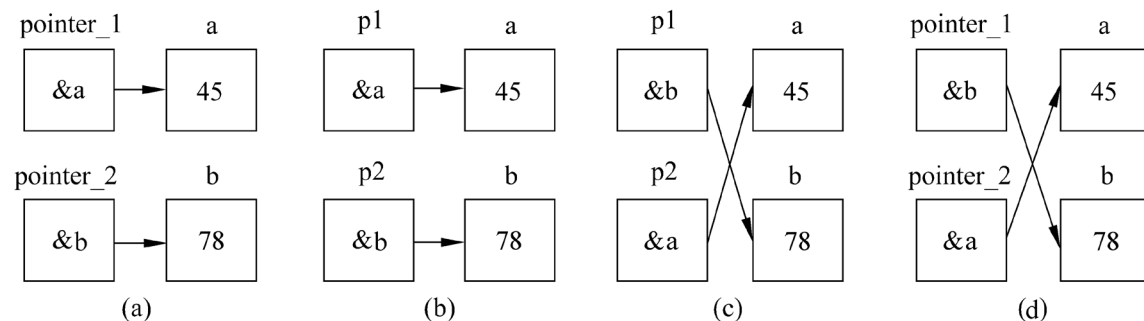 pointer_1 a
&a 45
pointer_2 b
&b 78
(a)
p1 a
&a 45
p2 b
&b 78
(b)
p1 a
&b 45
p2 b
&a 78
(c)
pointer_1 a
&b 45
pointer_2 b
&a 78
(d)